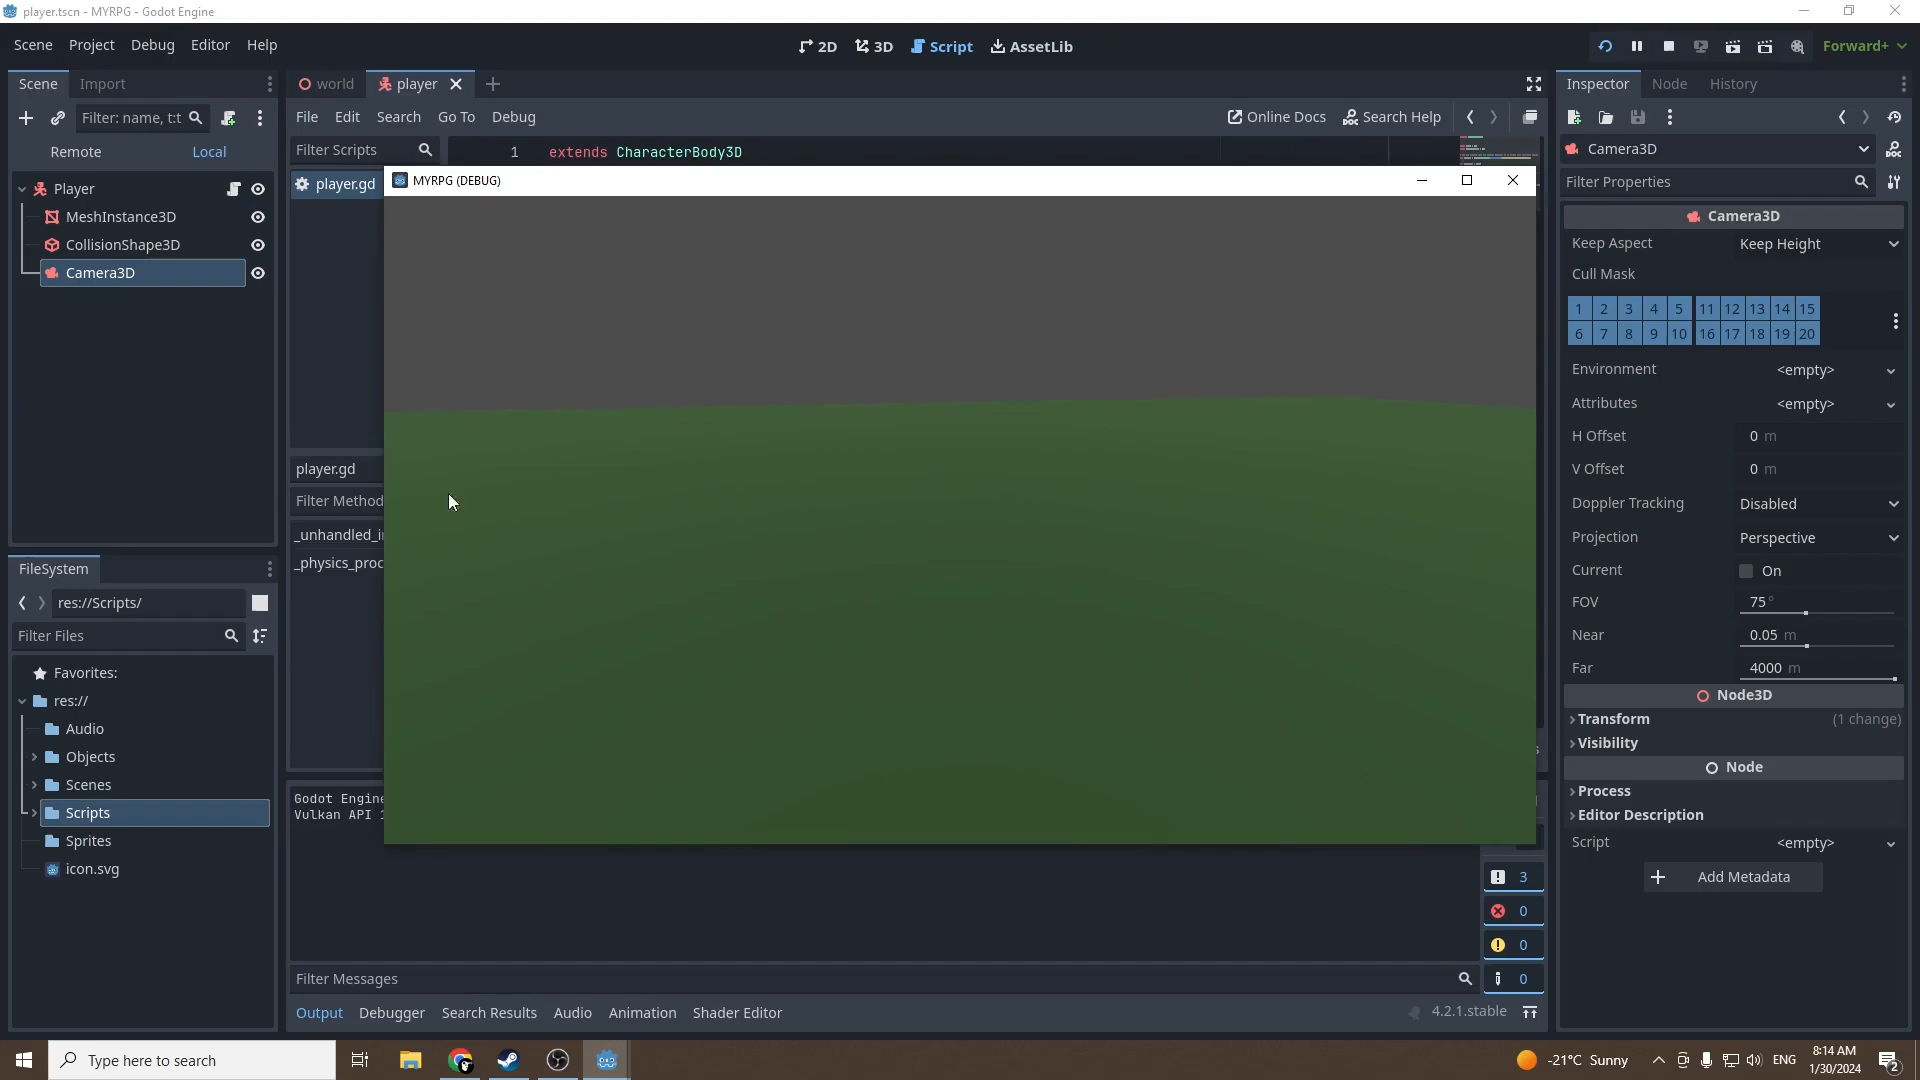 player.tscn - MYRPG - Godot Engine
Scene Project Debug Editor Help
2D 3D Script AssetLib
Forward+
Scene Import
world player
Inspector Node History
Filter: name, t:t
File Edit Search Go To Debug
Online Docs Search Help
Remote Local
Filter Scripts
1 extends CharacterBody3D
Camera3D
Filter Properties
Player
player.gd
MYRPG (DEBUG)
MeshInstance3D
CollisionShape3D
Camera3D
Camera3D
Keep Aspect Keep Height
Cull Mask
1 2 3 4 5 11 12 13 14 15
6 7 8 9 10 16 17 18 19 20
Environment <empty>
Attributes <empty>
H Offset 0 m
V Offset 0 m
Doppler Tracking Disabled
Projection Perspective
Current On
FOV 75 °
Near 0.05 m
Far 4000 m
Node3D
Transform (1 change)
Visibility
Node
Process
Editor Description
Script <empty>
Add Metadata
player.gd
Filter Method
_unhandled_i
_physics_proc
FileSystem
res://Scripts/
Filter Files
Favorites:
res://
Audio
Objects
Scenes
Scripts
Sprites
icon.svg
Godot Engine
Vulkan API
3
0
0
0
Filter Messages
Output Debugger Search Results Audio Animation Shader Editor
4.2.1.stable
Type here to search
-21°C Sunny
ENG
8:14 AM
1/30/2024
2